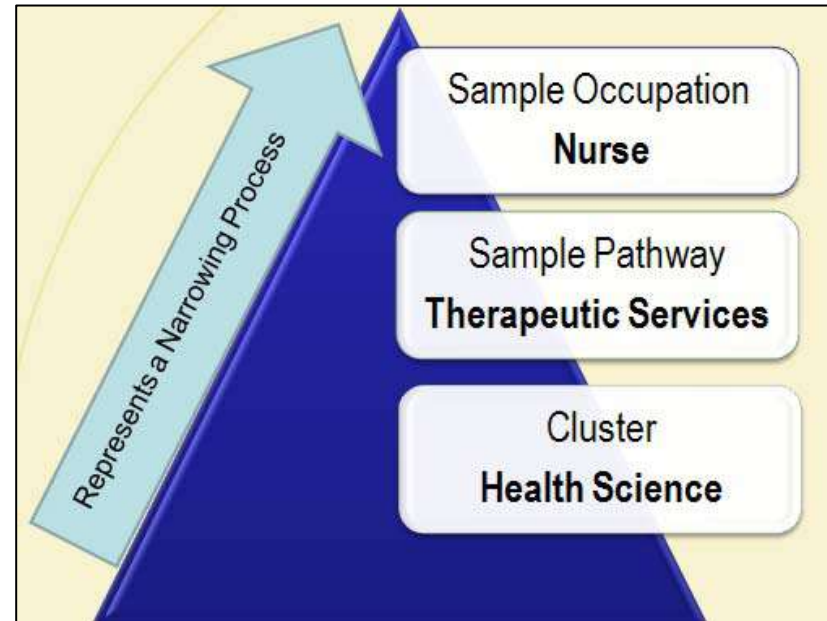 Represents a Narrowing Process
Sample Occupation
Nurse
Sample Pathway
Therapeutic Services
Cluster
Health Science